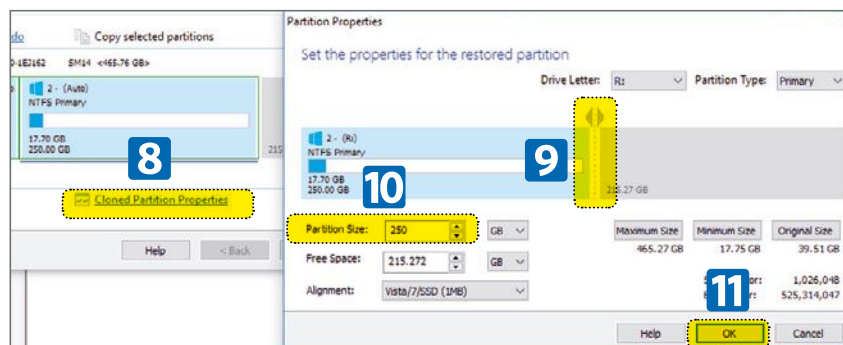 do
Copy selected partitions
0-1EJ162 SM14 <465.76 GB>
2 - (Auto)
NTFS Primary
17.70 GB
250.00 GB
215
8
Cloned Partition Properties
Help
< Back
Partition Properties
Set the properties for the restored partition
Drive Letter: R: Partition Type: Primary
2 - (R:)
NTFS Primary
17.70 GB
250.00 GB
9
215.27 GB
10
Partition Size: 250 GB
Maximum Size Minimum Size Original Size
465.27 GB 17.75 GB 39.51 GB
Free Space: 215.272 GB
Alignment: Vista/7/SSD (1MB)
or: 1,026,048
r: 525,314,047
11
Help OK Cancel